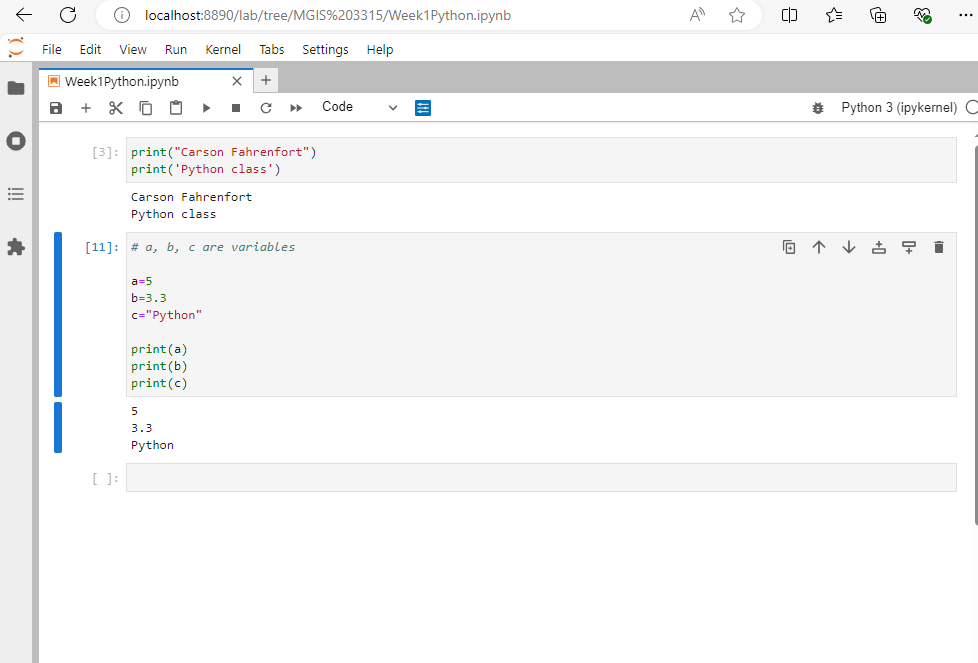 localhost:8890/lab/tree/MGIS%203315/Week1Python.ipynb
File Edit View Run Kernel Tabs Settings Help
Week1Python.ipynb
Code Python 3 (ipykernel)
[3]: print("Carson Fahrenfort")
print('Python class')
Carson Fahrenfort
Python class
[11]: # a, b, c are variables
a=5
b=3.3
c="Python"
print(a)
print(b)
print(c)
5
3.3
Python
[ ]: